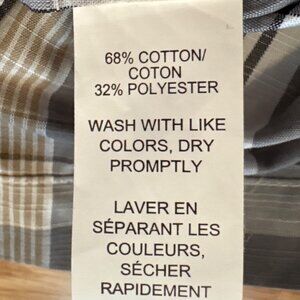 68% COTTON/
COTON
32% POLYESTER
WASH WITH LIKE
COLORS, DRY
PROMPTLY
LAVER EN
SÉPARANT LES
COULEURS,
SÉCHER
RAPIDEMENT